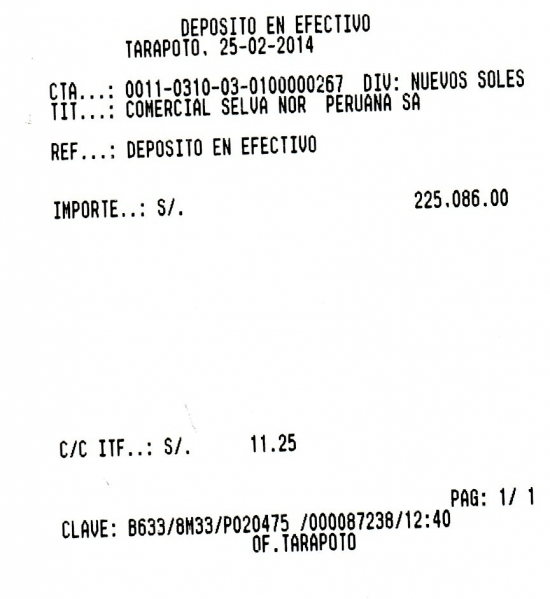 DEPOSITO EN EFECTIVO
TARAPOTO, 25-02-2014
CTA...: 0011-0310-03-0100000267 DIV: NUEVOS SOLES
TIT...: COMERCIAL SELVA NOR PERUANA SA
REF...: DEPOSITO EN EFECTIVO
IMPORTE..: S/. 225.086.00
C/C ITF..: S/. 11.25
PAG: 1/ 1
CLAVE: B633/8M33/P020475 /000087238/12:40
OF.TARAPOTO